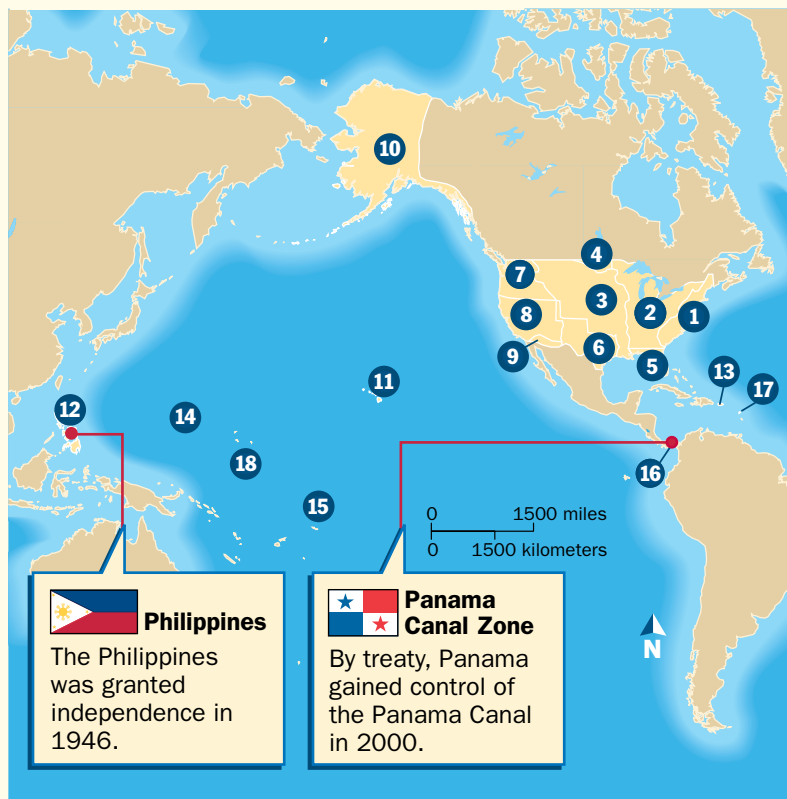 10
4
7
3
2
1
8
9
6
5
11
13
17
12
14
18
15
16
0 1500 miles
0 1500 kilometers
N
Philippines
The Philippines
was granted
independence in
1946.
Panama
Canal Zone
By treaty, Panama
gained control of
the Panama Canal
in 2000.